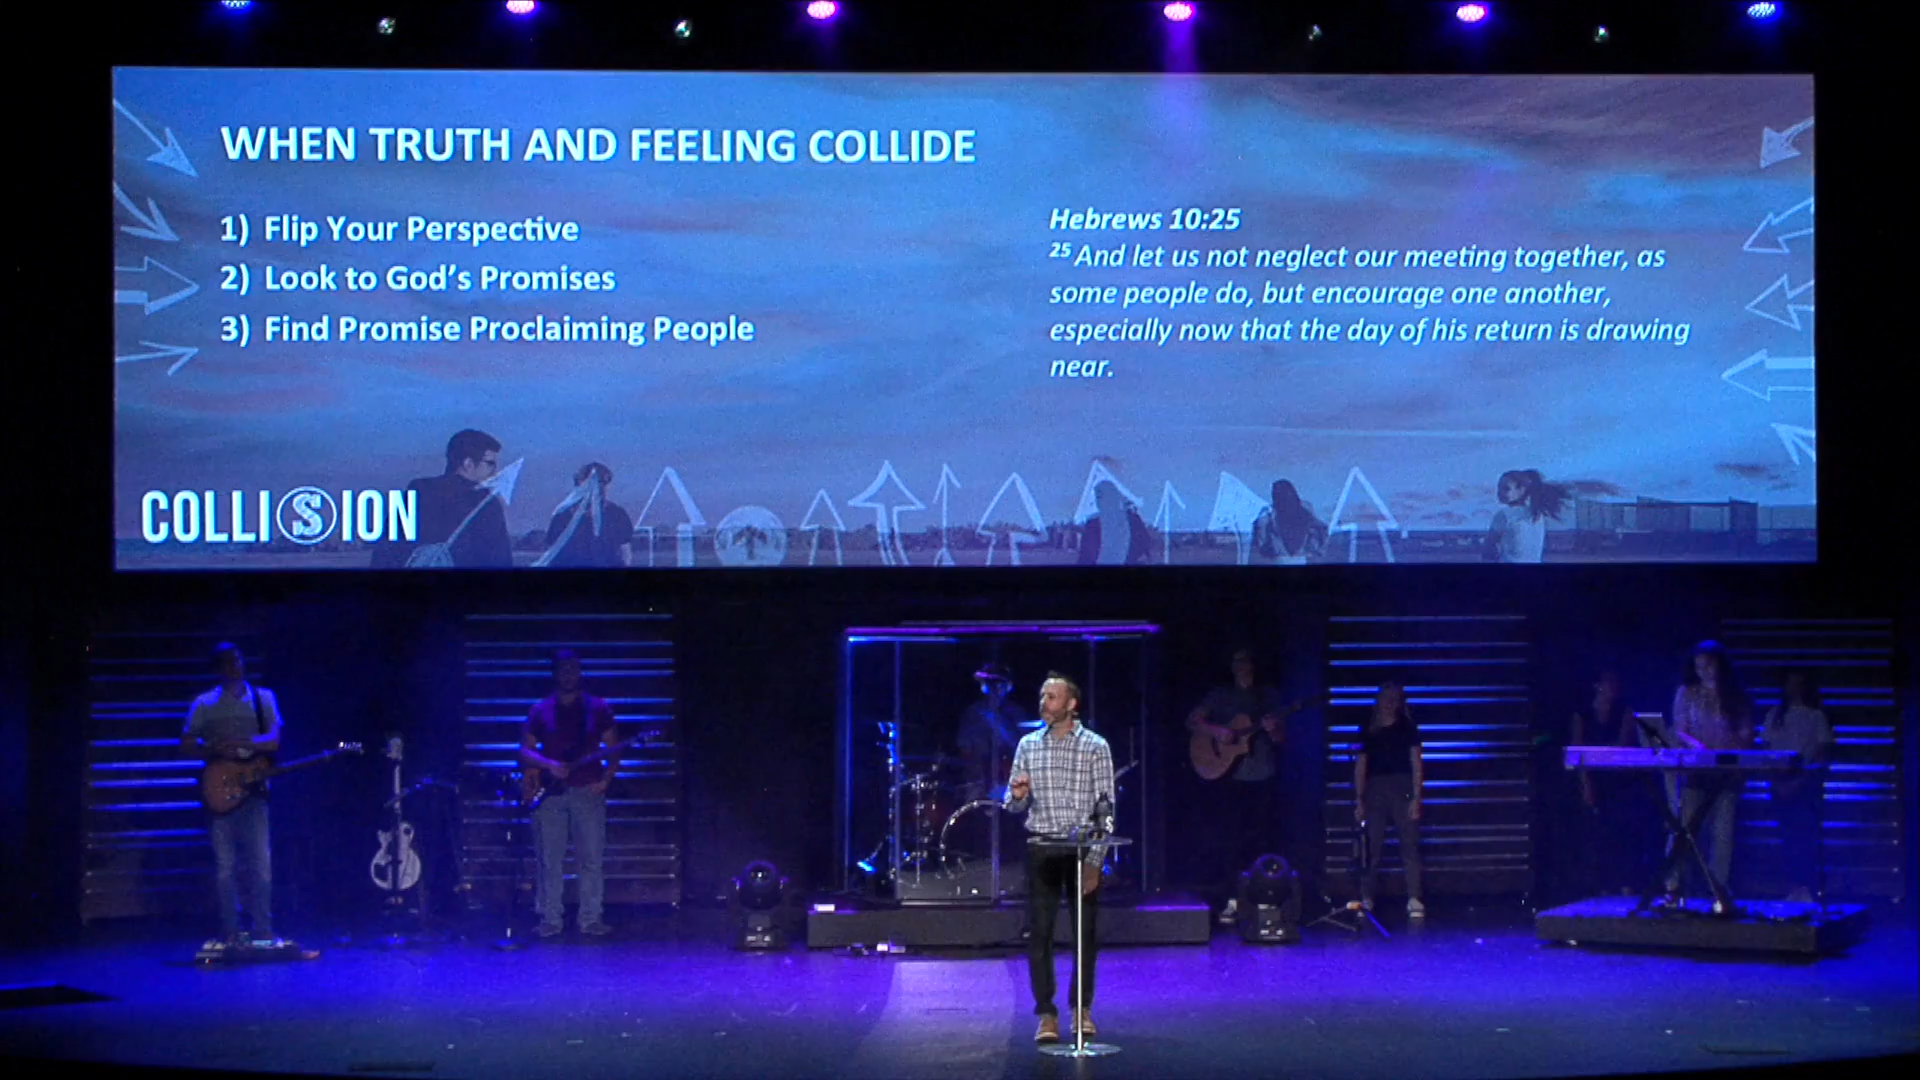 WHEN TRUTH AND FEELING COLLIDE
1) Flip Your Perspective
2) Look to God's Promises
3) Find Promise Proclaiming People
Hebrews 10:25
25 And let us not neglect our meeting together, as
some people do, but encourage one another,
especially now that the day of his return is drawing
near.
COLLISION